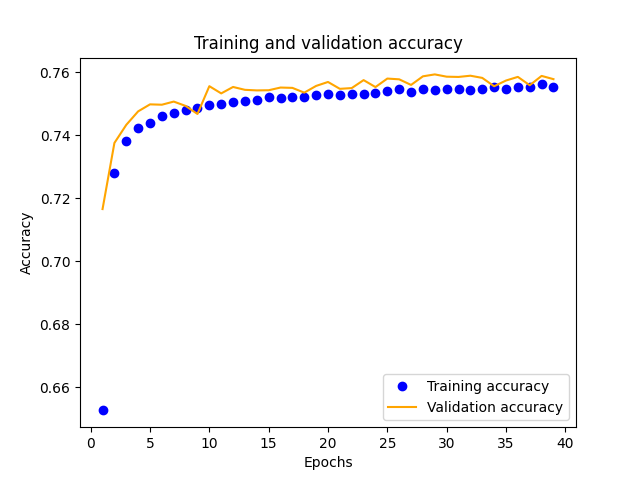 Training and validation accuracy
0.76
0.74
0.72
0.70
0.68
0.66
Accuracy
Training accuracy
Validation accuracy
0 5 10 15 20 25 30 35 40
Epochs